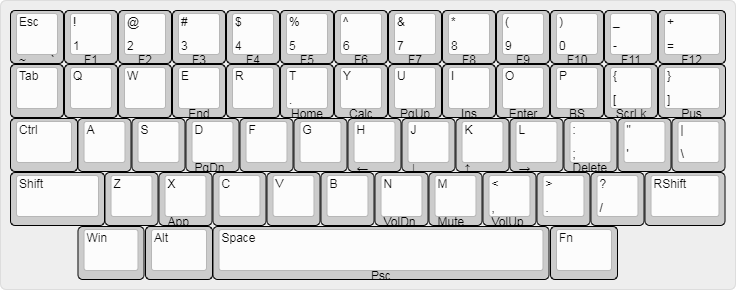 Esc ! @ # $ % ^ & * ( ) _ +
1 2 3 4 5 6 7 8 9 0 - =
~ ` F1 F2 F3 F4 F5 F6 F7 F8 F9 F10 F11 F12
Tab Q W E R T Y U I O P { }
. [ ]
End Home Calc PgUp Ins Enter BS ScrLk Pus
Ctrl A S D F G H J K L : " |
; ' \
PgDn ← ↓ ↑ → Delete
Shift Z X C V B N M < > ? RShift
, . /
App VolDn Mute VolUp
Win Alt Space Fn
Psc